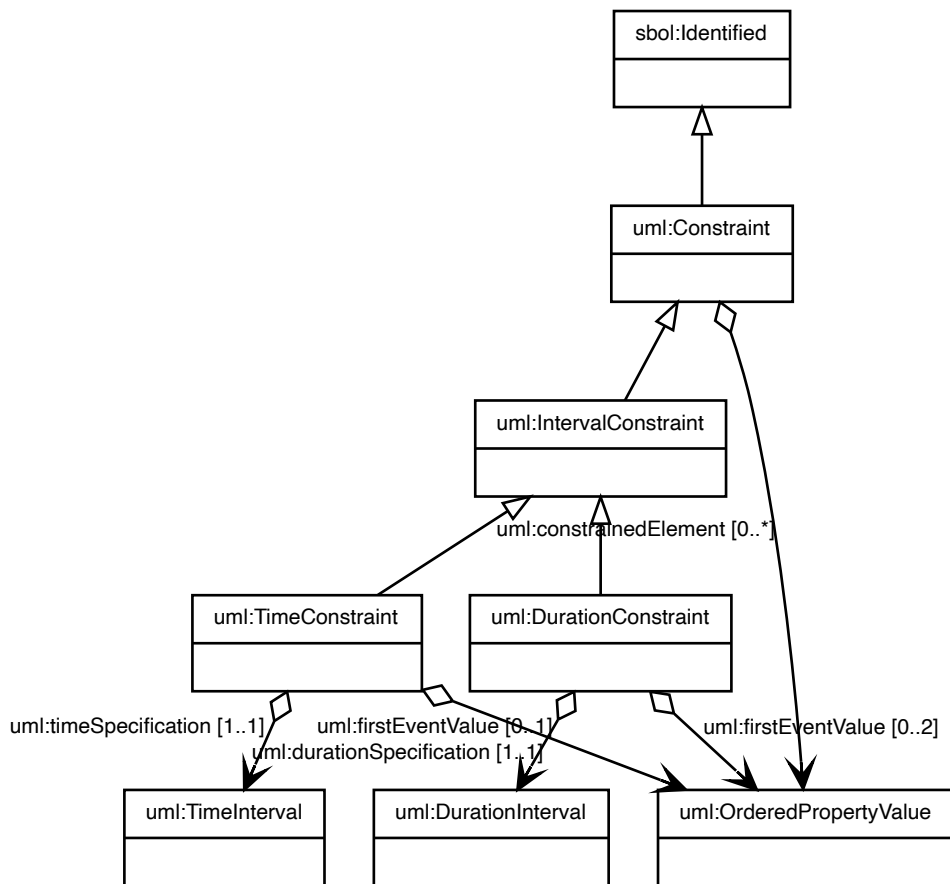 sbol:Identified
uml:Constraint
uml:IntervalConstraint
uml:constrainedElement [0..*]
uml:TimeConstraint
uml:DurationConstraint
uml:timeSpecification [1..1]
uml:firstEventValue [0..1]
uml:firstEventValue [0..2]
uml:durationSpecification [1..1]
uml:TimeInterval
uml:DurationInterval
uml:OrderedPropertyValue